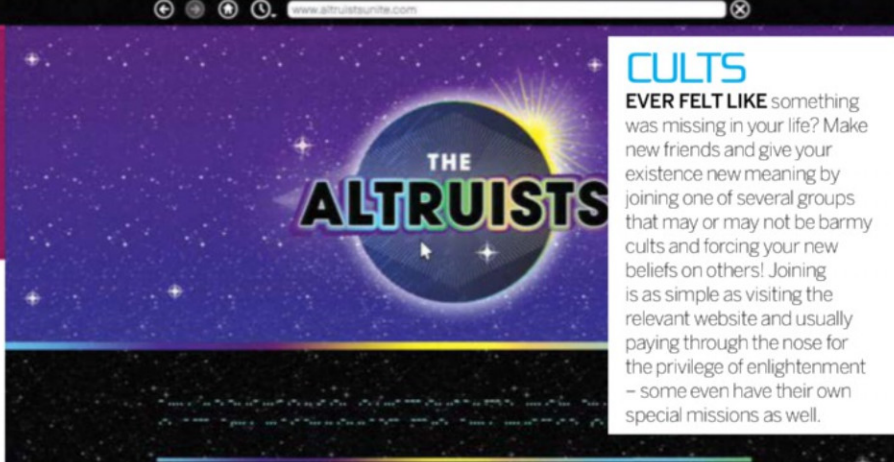 www.altruistsunite.com
THE
ALTRUISTS
CULTS
EVER FELT LIKE something
was missing in your life? Make
new friends and give your
existence new meaning by
joining one of several groups
that may or may not be barmy
cults and forcing your new
beliefs on others! Joining
is as simple as visiting the
relevant website and usually
paying through the nose for
the privilege of enlightenment
– some even have their own
special missions as well.